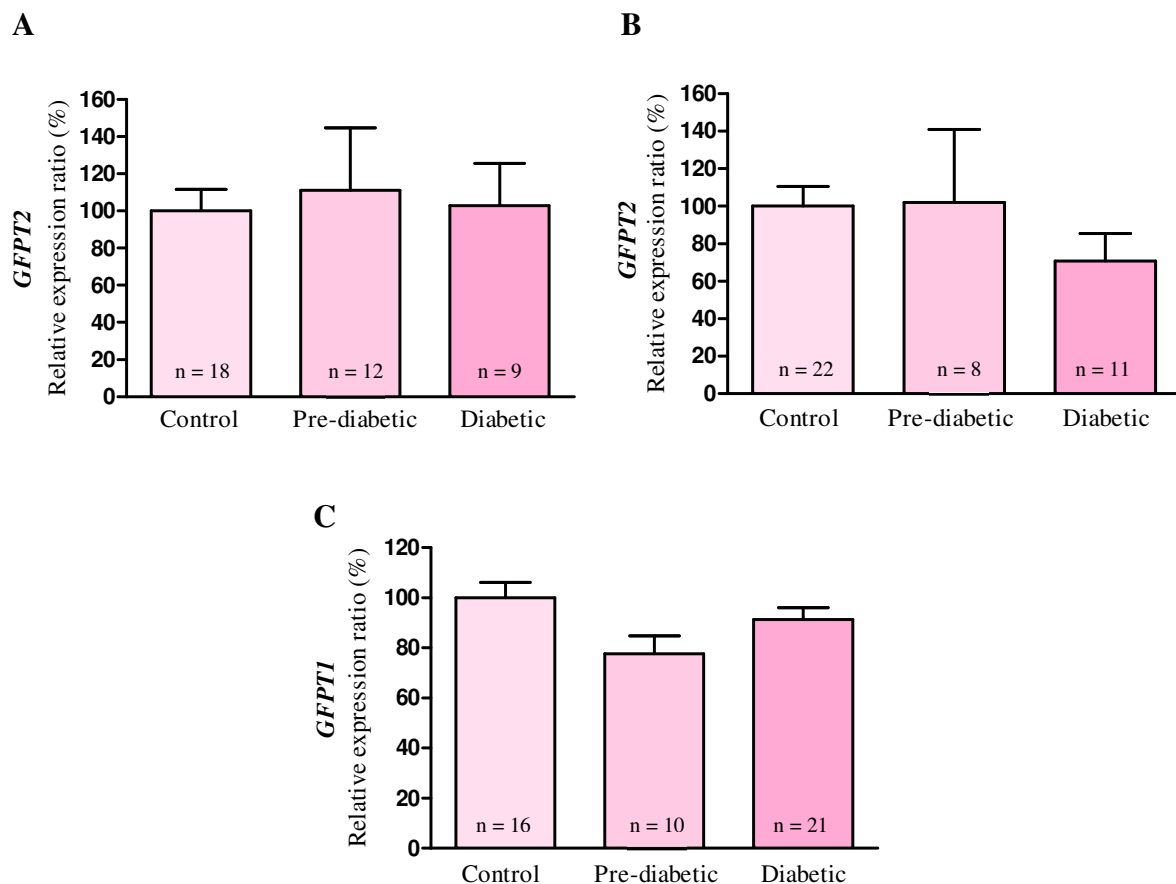 A
GFPT2
Relative expression ratio (%)
160
140
120
100
80
60
40
20
0
n = 18
n = 12
n = 9
Control
Pre-diabetic
Diabetic
B
GFPT2
Relative expression ratio (%)
160
140
120
100
80
60
40
20
0
n = 22
n = 8
n = 11
Control
Pre-diabetic
Diabetic
C
GFPT1
Relative expression ratio (%)
120
100
80
60
40
20
0
n = 16
n = 10
n = 21
Control
Pre-diabetic
Diabetic